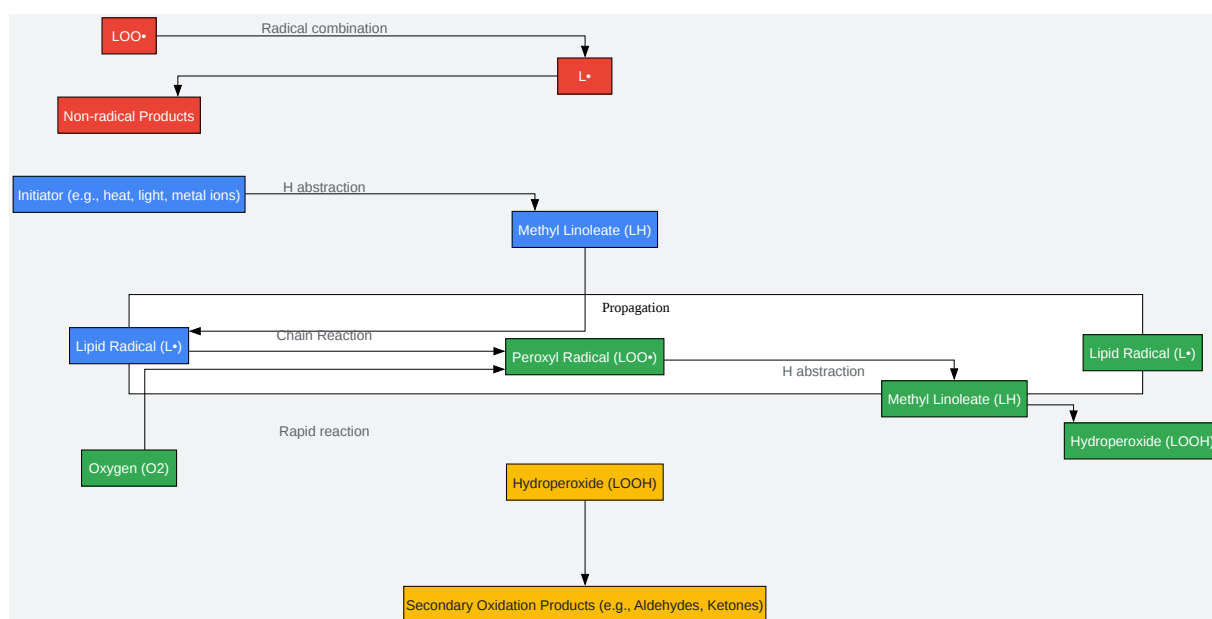 LOO•
Radical combination
L•
Non-radical Products
Initiator (e.g., heat, light, metal ions)
H abstraction
Methyl Linoleate (LH)
Propagation
Chain Reaction
Lipid Radical (L•)
Peroxyl Radical (LOO•)
Lipid Radical (L•)
H abstraction
Methyl Linoleate (LH)
Rapid reaction
Hydroperoxide (LOOH)
Oxygen (O2)
Hydroperoxide (LOOH)
Secondary Oxidation Products (e.g., Aldehydes, Ketones)